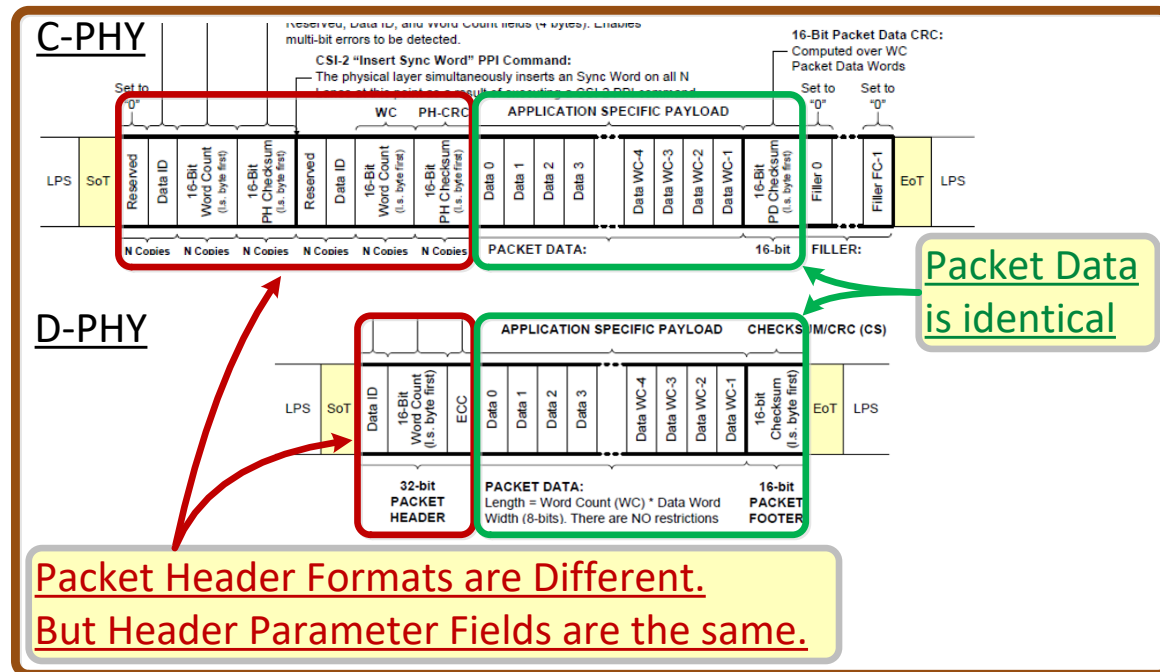 C-PHY
Reserved, Data ID, and Word Count fields (4 bytes). Enables
multi-bit errors to be detected.
CSI-2 "Insert Sync Word" PPI Command:
The physical layer simultaneously inserts an Sync Word on all N
16-Bit Packet Data CRC:
Computed over WC
Packet Data Words
Set to
"0"
WC
PH-CRC
APPLICATION SPECIFIC PAYLOAD
Set to
"0"
Set to
"0"
LPS
SoT
Reserved
Data ID
16-Bit
Word Count
(l.s. byte first)
16-Bit
PH Checksum
(l.s. byte first)
Reserved
Data ID
16-Bit
Word Count
(l.s. byte first)
16-Bit
PH Checksum
(l.s. byte first)
Data 0
Data 1
Data 2
Data 3
Data WC-4
Data WC-3
Data WC-2
Data WC-1
16-Bit
PD Checksum
(l.s. byte first)
Filler 0
Filler FC-1
EoT
LPS
N Copies
N Copies
N Copies
N Copies
N Copies
N Copies
PACKET DATA:
16-bit
FILLER:
Packet Data
is identical
D-PHY
APPLICATION SPECIFIC PAYLOAD
CHECKSUM/CRC (CS)
LPS
SoT
Data ID
16-Bit
Word Count
(l.s. byte first)
ECC
Data 0
Data 1
Data 2
Data 3
Data WC-4
Data WC-3
Data WC-2
Data WC-1
16-bit
Checksum
(l.s. byte first)
EoT
LPS
32-bit
PACKET
HEADER
PACKET DATA:
Length = Word Count (WC) * Data Word
Width (8-bits). There are NO restrictions
16-bit
PACKET
FOOTER
Packet Header Formats are Different.
But Header Parameter Fields are the same.